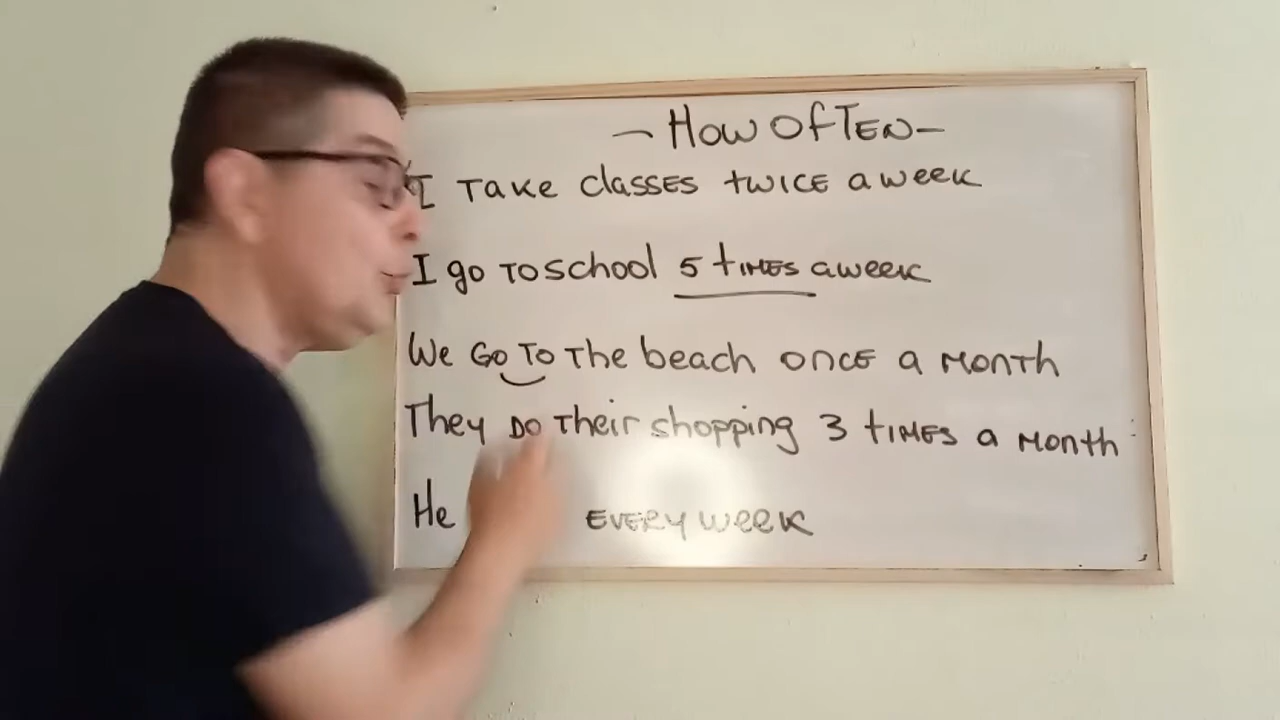 - How Often -
I Take classes twice a week
I go to school 5 times a week
We Go To The beach once a Month
They Do Their shopping 3 times a Month
He every week